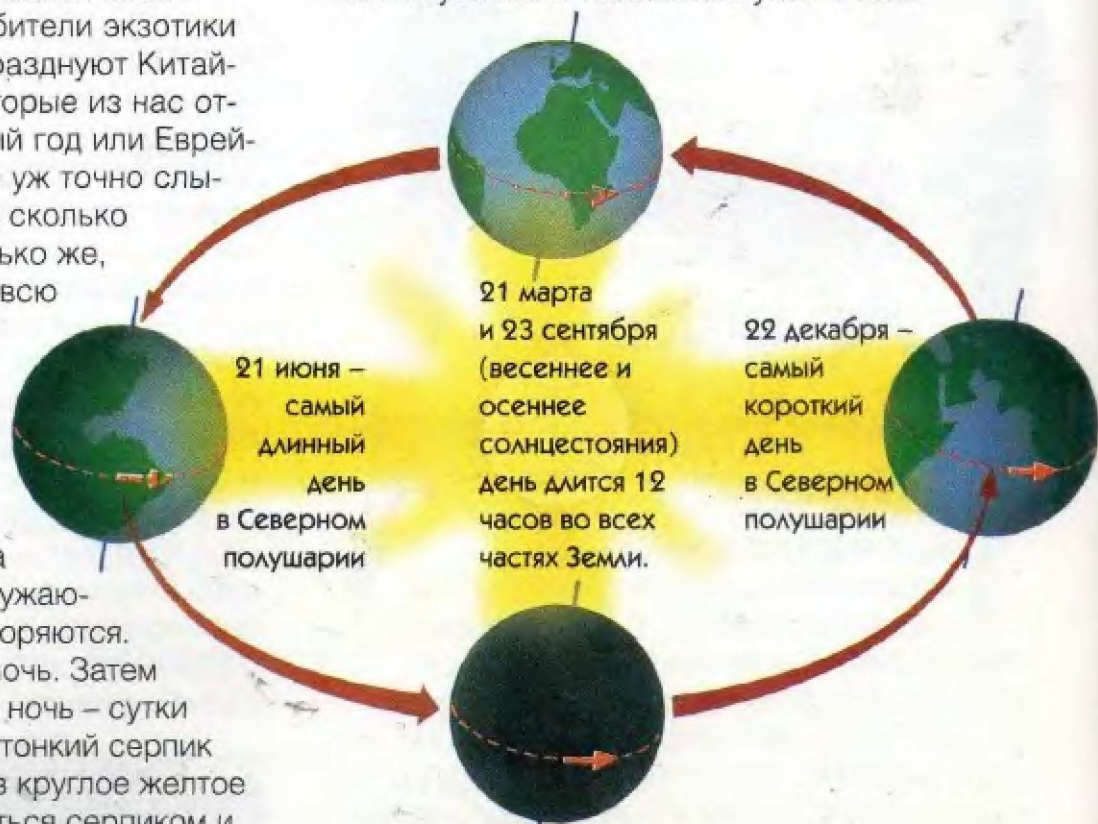 бители экзотики
разднуют Китай-
торые из нас от-
ый год или Еврей-
уж точно слы-
сколько
ько же,
всю
21 марта
и 23 сентября
(весеннее и
осеннее
солнцестояния)
день длится 12
часов во всех
частях Земли.
21 июня –
самый
длинный
день
в Северном
полушарии
22 декабря –
самый
короткий
день
в Северном
полушарии
а
ужаю-
оряются.
ночь. Затем
ночь – сутки
тонкий серпик
в круглое желтое
ться серпиком и